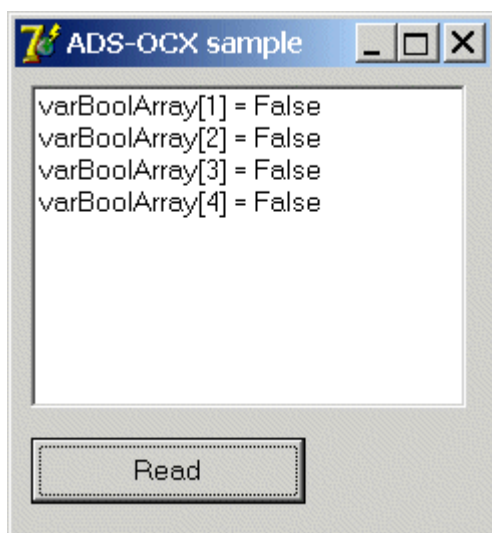 ADS-OCX sample
varBoolArray[1] = False
varBoolArray[2] = False
varBoolArray[3] = False
varBoolArray[4] = False
Read